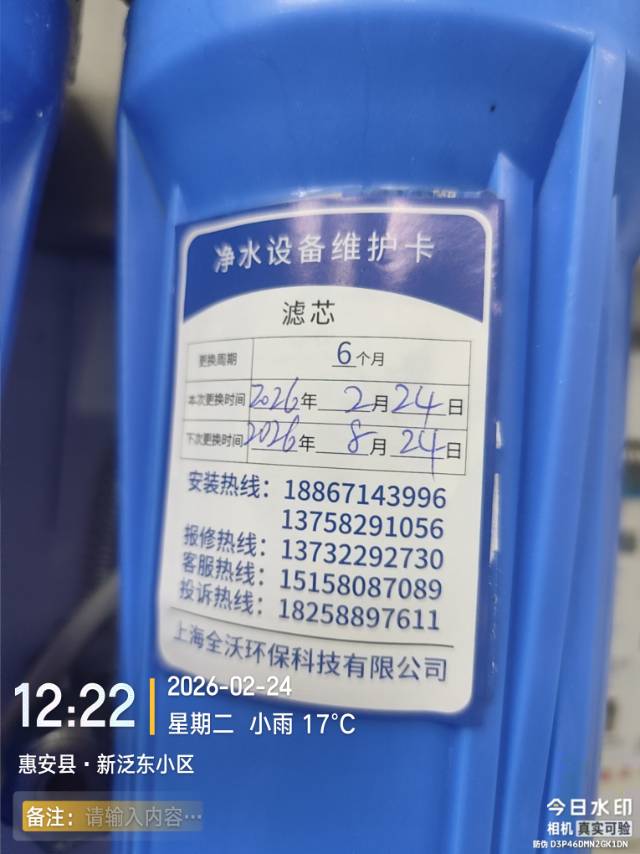 净水设备维护卡
滤芯
更换周期 6个月
本次更换时间 2026年 2月24日
下次更换时间 2026年 8月24日
安装热线：18867143996
13758291056
报修热线：13732292730
客服热线：15158087089
投诉热线：18258897611
上海全沃环保科技有限公司
12:22
2026-02-24
星期二 小雨 17°C
惠安县·新泛东小区
备注：请输入内容…
今日水印
相机 真实可验
防伪 D3P46DMN2GK1DN